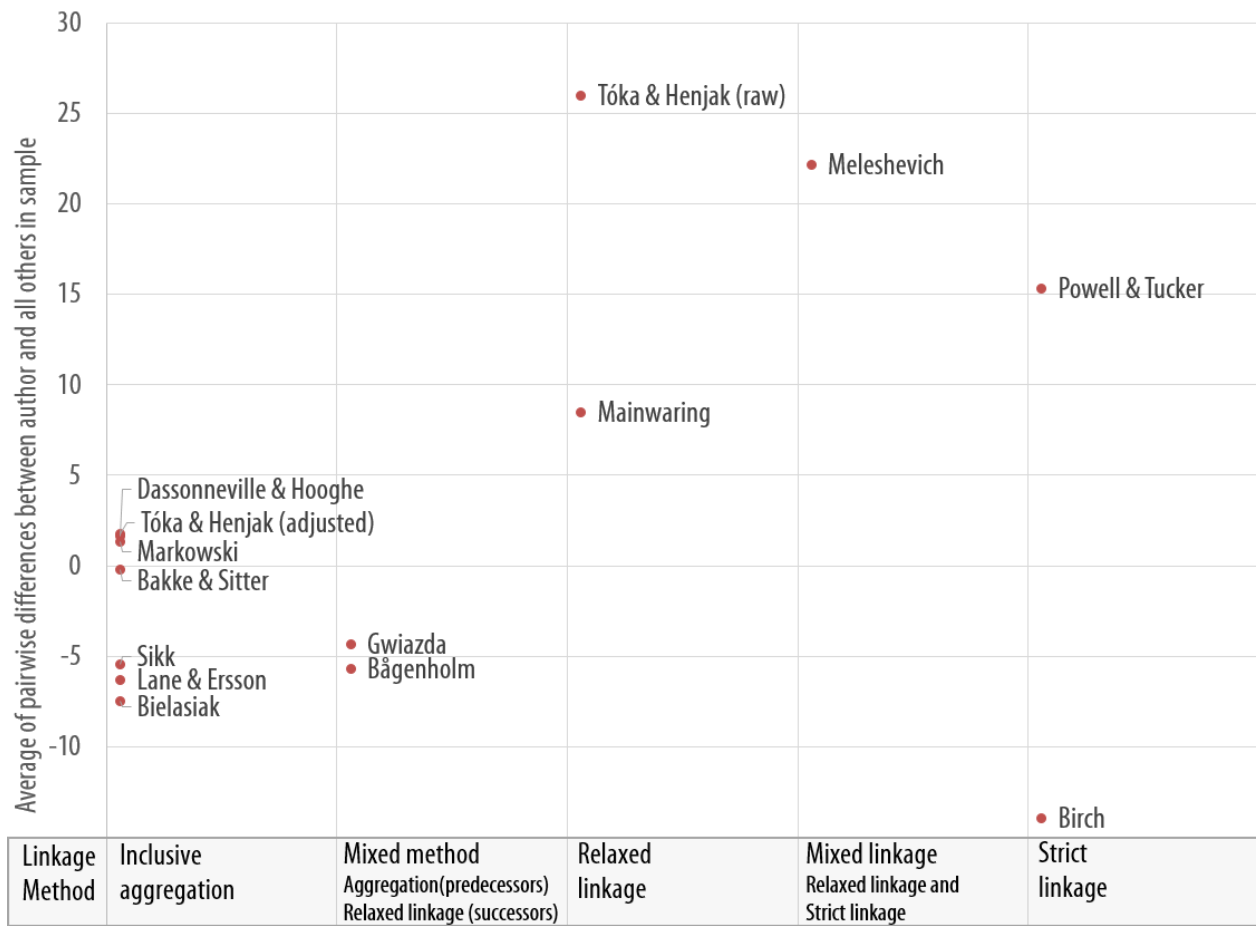 Average of pairwise differences between author and all others in sample
30
25
20
15
10
5
0
-5
-10
Tóka & Henjak (raw)
Meleshevich
Powell & Tucker
Mainwaring
Dassonneville & Hooghe
Tóka & Henjak (adjusted)
Markowski
Bakke & Sitter
Gwiazda
Sikk
Bågenholm
Lane & Ersson
Bielasiak
Birch
Linkage
Method
Inclusive
aggregation
Mixed method
Aggregation(predecessors)
Relaxed linkage (successors)
Relaxed
linkage
Mixed linkage
Relaxed linkage and
Strict linkage
Strict
linkage